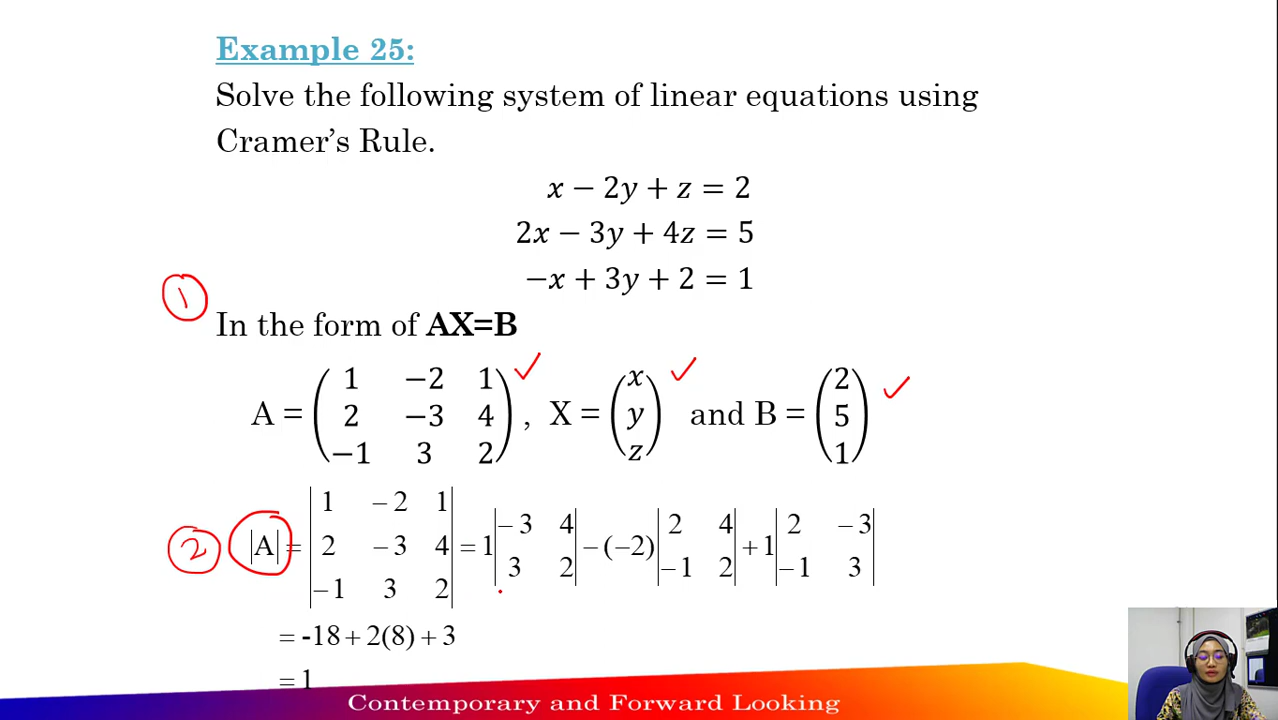 Example 25:
Solve the following system of linear equations using
Cramer’s Rule.
x − 2y + z = 2
2x − 3y + 4z = 5
−x + 3y + 2 = 1
①
In the form of AX=B
A = ( 1 −2 1 ; 2 −3 4 ; −1 3 2 ) , X = ( x ; y ; z ) and B = ( 2 ; 5 ; 1 )
② |A| = | 1 −2 1 ; 2 −3 4 ; −1 3 2 | = 1 | −3 4 ; 3 2 | − (−2) | 2 4 ; −1 2 | + 1 | 2 −3 ; −1 3 |
= -18 + 2(8) + 3
= 1
Contemporary and Forward Looking